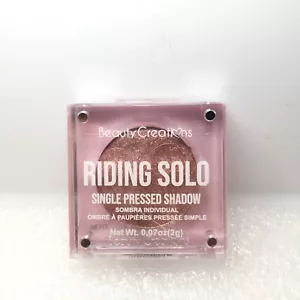 Beauty Creations
RIDING SOLO
SINGLE PRESSED SHADOW
SOMBRA INDIVIDUAL
OMBRE À PAUPIÈRES PRESSÉE SIMPLE
Net Wt. 0.07oz(2g)